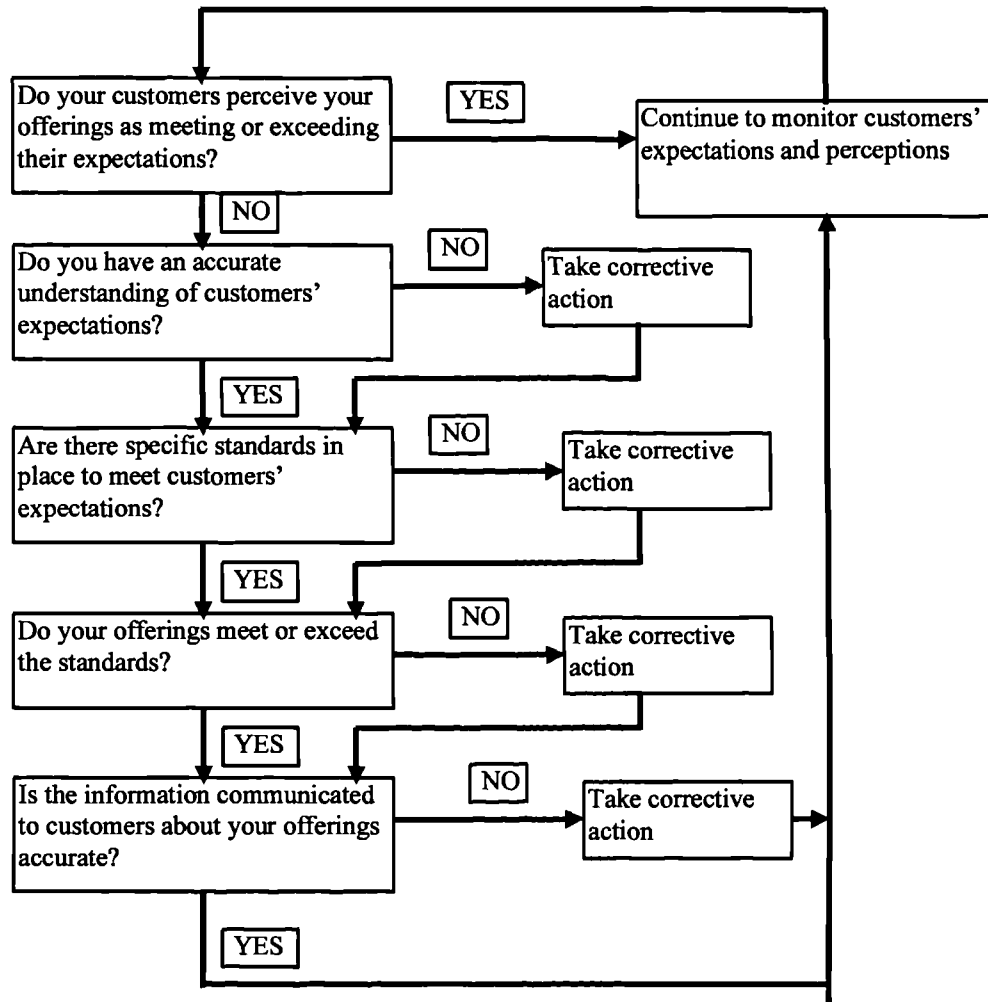 Do your customers perceive your
offerings as meeting or exceeding
their expectations?
YES
Continue to monitor customers'
expectations and perceptions
NO
Do you have an accurate
understanding of customers'
expectations?
NO
Take corrective
action
YES
Are there specific standards in
place to meet customers'
expectations?
NO
Take corrective
action
YES
Do your offerings meet or exceed
the standards?
NO
Take corrective
action
YES
Is the information communicated
to customers about your offerings
accurate?
NO
Take corrective
action
YES